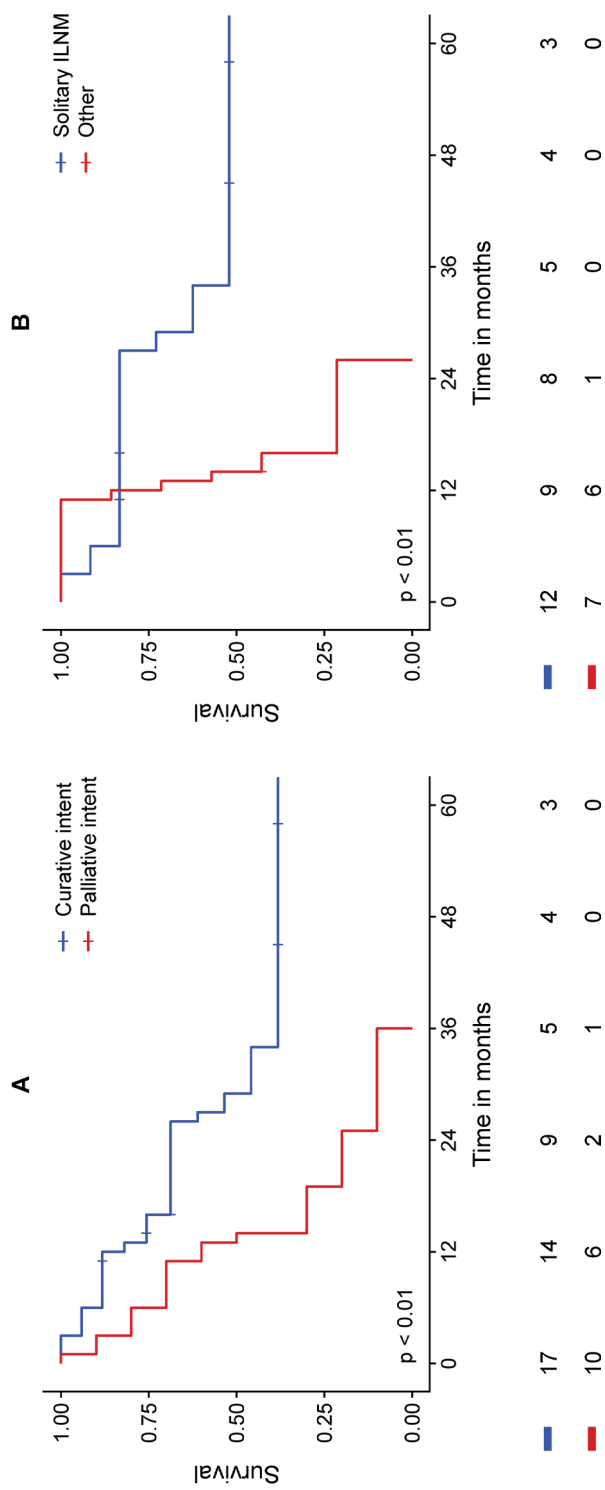 A
Curative intent
Palliative intent
1.00
0.75
0.50
0.25
0.00
Survival
p < 0.01
0 12 24 36 48 60
Time in months
17 14 9 5 4 3
10 6 2 1 0 0
B
Solitary ILNM
Other
1.00
0.75
0.50
0.25
0.00
Survival
p < 0.01
0 12 24 36 48 60
Time in months
12 9 8 5 4 3
7 6 1 0 0 0